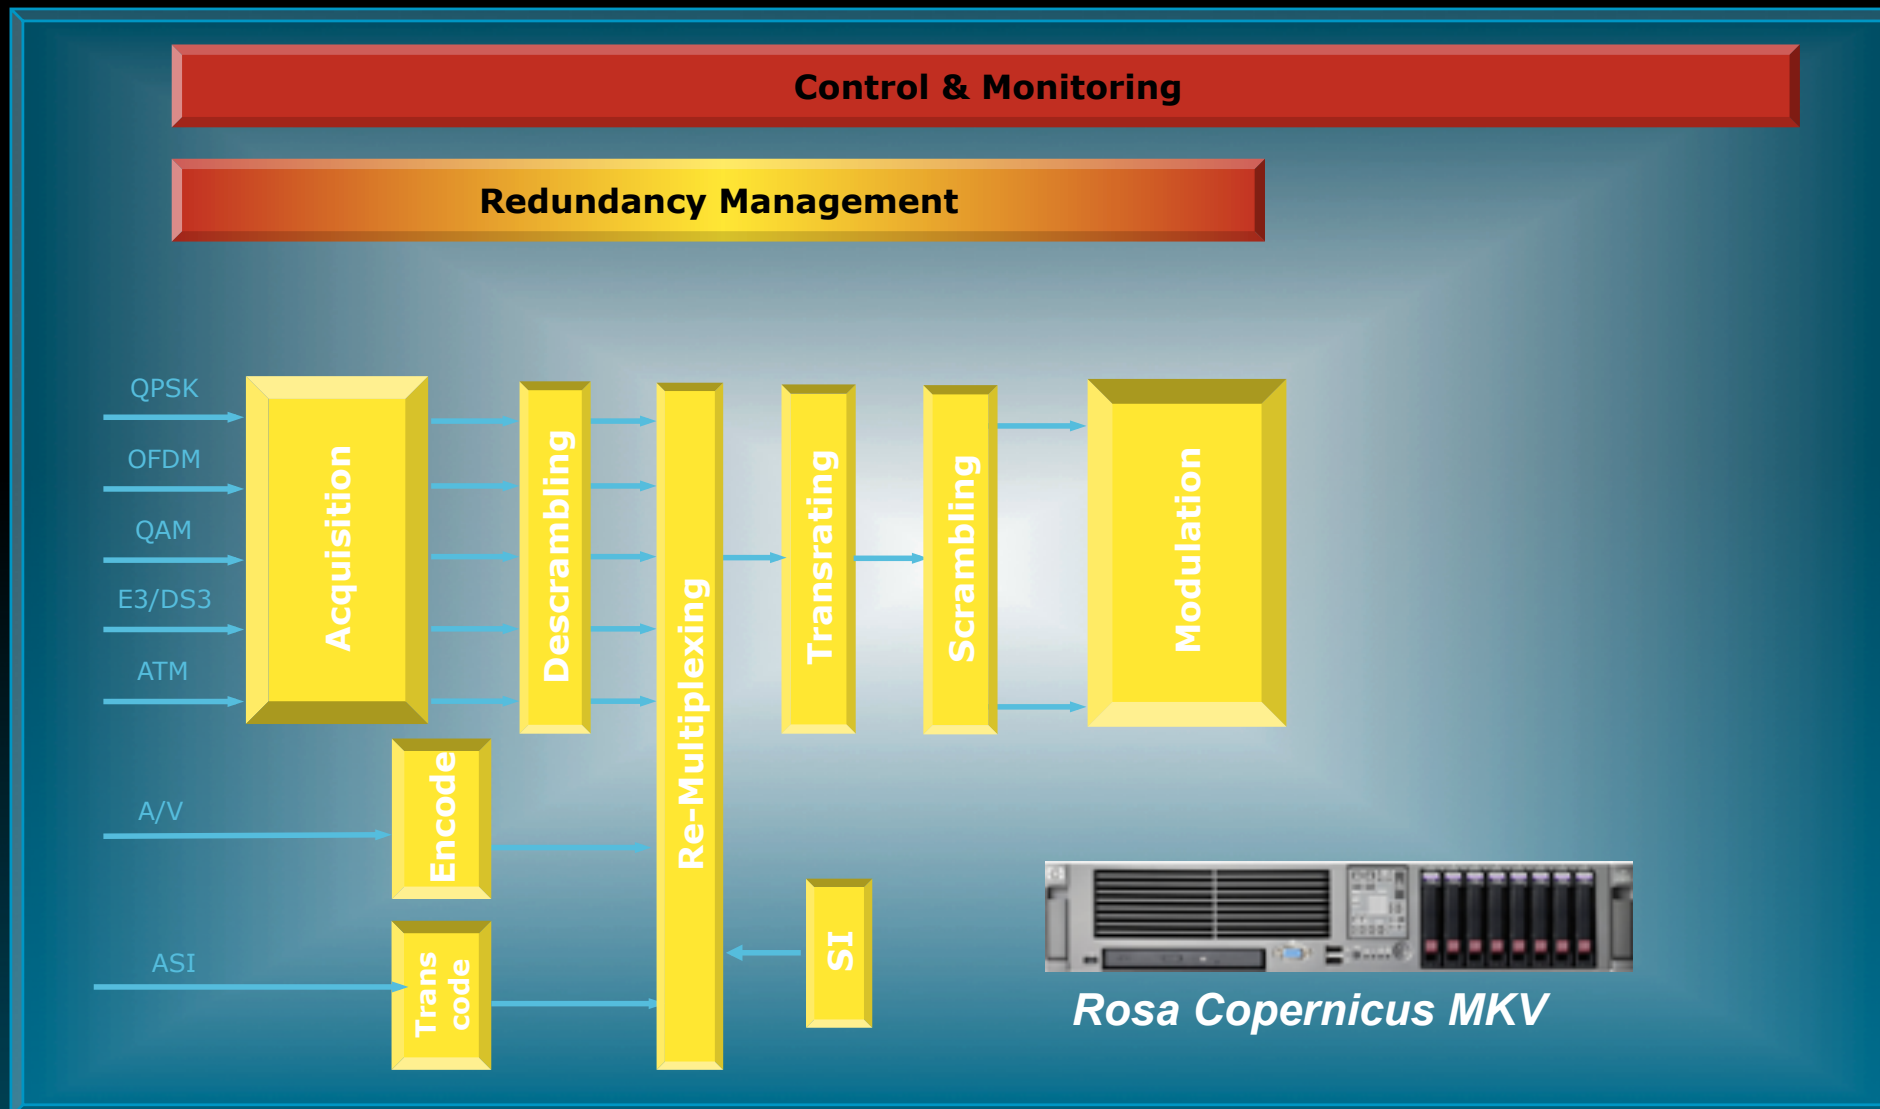 Control & Monitoring
Redundancy Management
QPSK
OFDM
QAM
E3/DS3
ATM
Acquisition
Descrambling
Re-Multiplexing
Transrating
Scrambling
Modulation
A/V
Encode
ASI
Trans
code
SI
Rosa Copernicus MKV